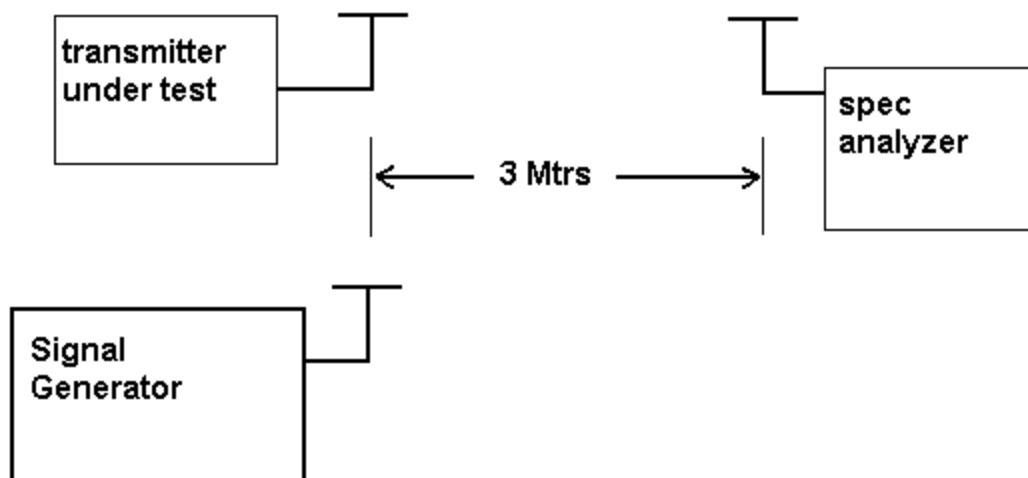 transmitter
under test
spec
analyzer
3 Mtrs
Signal
Generator